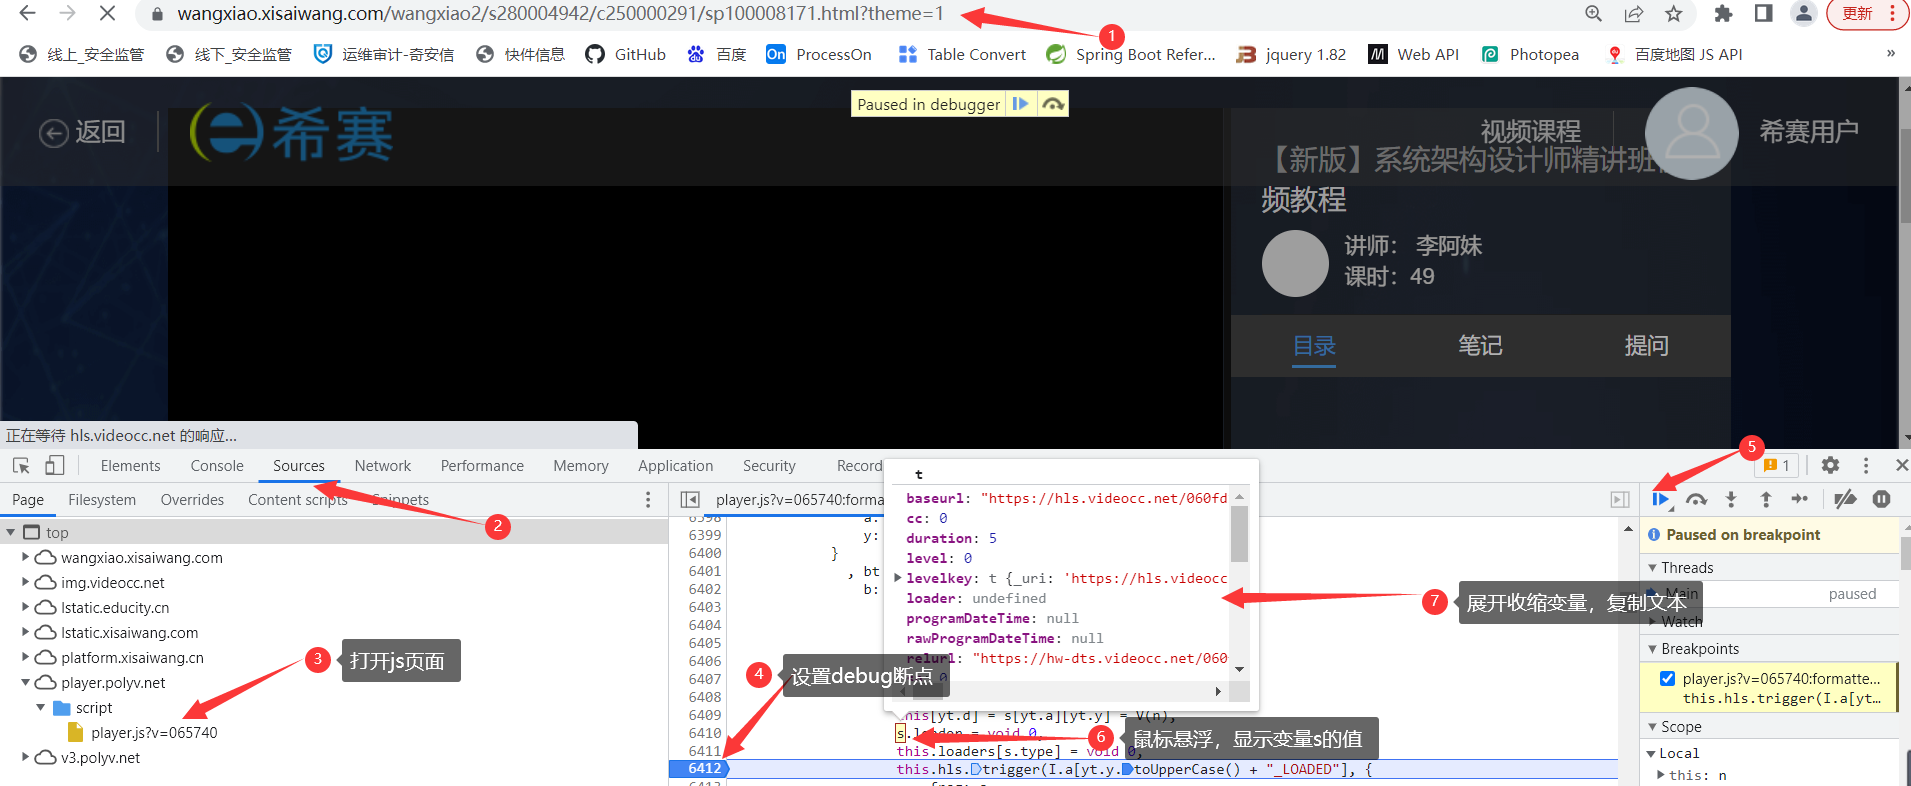 wangxiao.xisaiwang.com/wangxiao2/s280004942/c250000291/sp100008171.html?theme=1
更新
1
线上_安全监管
线下_安全监管
运维审计-奇安信
快件信息
GitHub
百度
On
ProcessOn
Table Convert
Spring Boot Refer...
jquery 1.82
Web API
Photopea
百度地图 JS API
»
Paused in debugger
返回
希赛
视频课程
希赛用户
【新版】系统架构设计师精讲班
频教程
讲师： 李阿妹
课时：49
目录
笔记
提问
正在等待 hls.videocc.net 的响应...
Elements
Console
Sources
Network
Performance
Memory
Application
Security
Record
5
1
Page
Filesystem
Overrides
Content scripts
Snippets
2
player.js?v=065740:forma
top
wangxiao.xisaiwang.com
img.videocc.net
lstatic.educity.cn
lstatic.xisaiwang.com
platform.xisaiwang.cn
player.polyv.net
script
player.js?v=065740
v3.polyv.net
3
打开js页面
4
设置debug断点
t
baseurl: "https://hls.videocc.net/060fd
cc: 0
duration: 5
level: 0
levelkey: t {_uri: 'https://hls.videocc
loader: undefined
programDateTime: null
rawProgramDateTime: null
relurl: "https://hw-dts.videocc.net/060
0
6398
a:
6399
y:
6400
}
6401
, bt
6402
b:
6403
6404
6405
6406
6407
6408
6409
this[yt.d] = s[yt.a][yt.y] = V(n),
6410
s.loader = void 0,
6411
this.loaders[s.type] = void 0,
6412
this.hls.trigger(I.a[yt.y.toUpperCase() + "_LOADED"], {
6413
6
鼠标悬浮，显示变量s的值
7
展开收缩变量，复制文本
Paused on breakpoint
Threads
Main
paused
Watch
Breakpoints
player.js?v=065740:formatte...
this.hls.trigger(I.a[yt.y…
Scope
Local
this: n